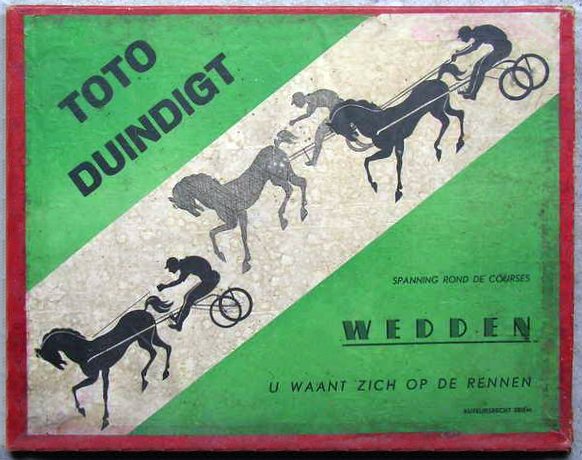 TOTO
DUINDIGT
SPANNING ROND DE COURSES
WEDDEN
U WAANT ZICH OP DE RENNEN